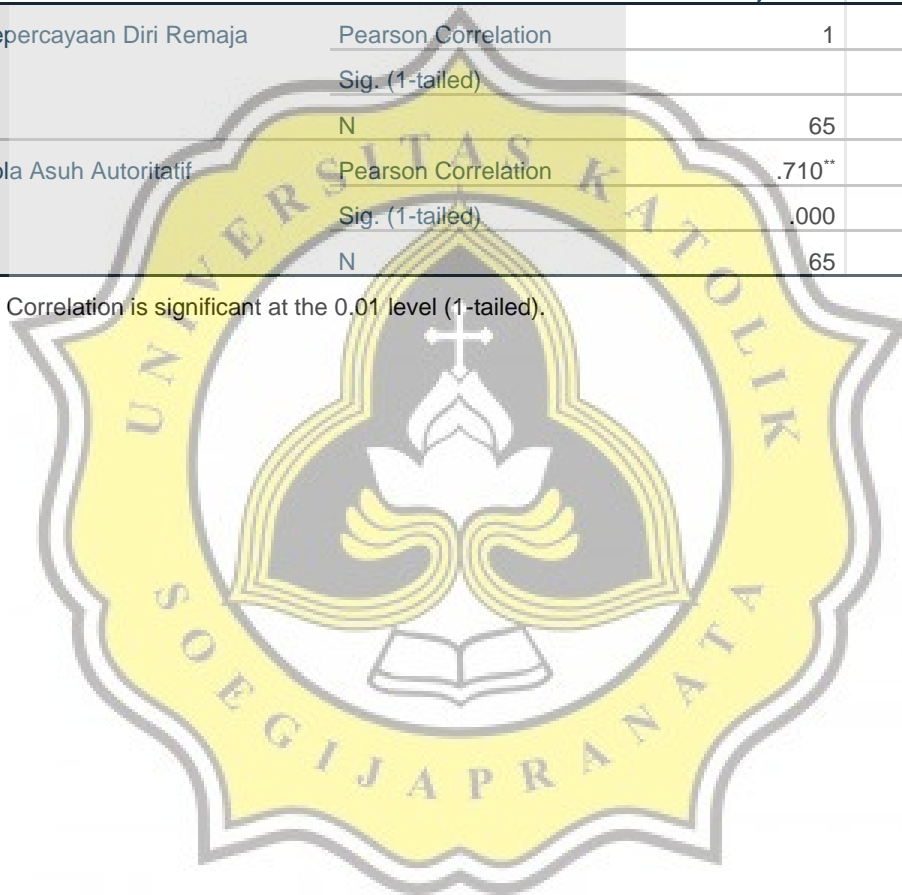 epercayaan Diri Remaja Pearson Correlation 1
Sig. (1-tailed)
N 65
ola Asuh Autoritatif Pearson Correlation .710**
Sig. (1-tailed) .000
N 65
Correlation is significant at the 0.01 level (1-tailed).
UNIVERSITAS KATOLIK
SOEGIJAPRANATA